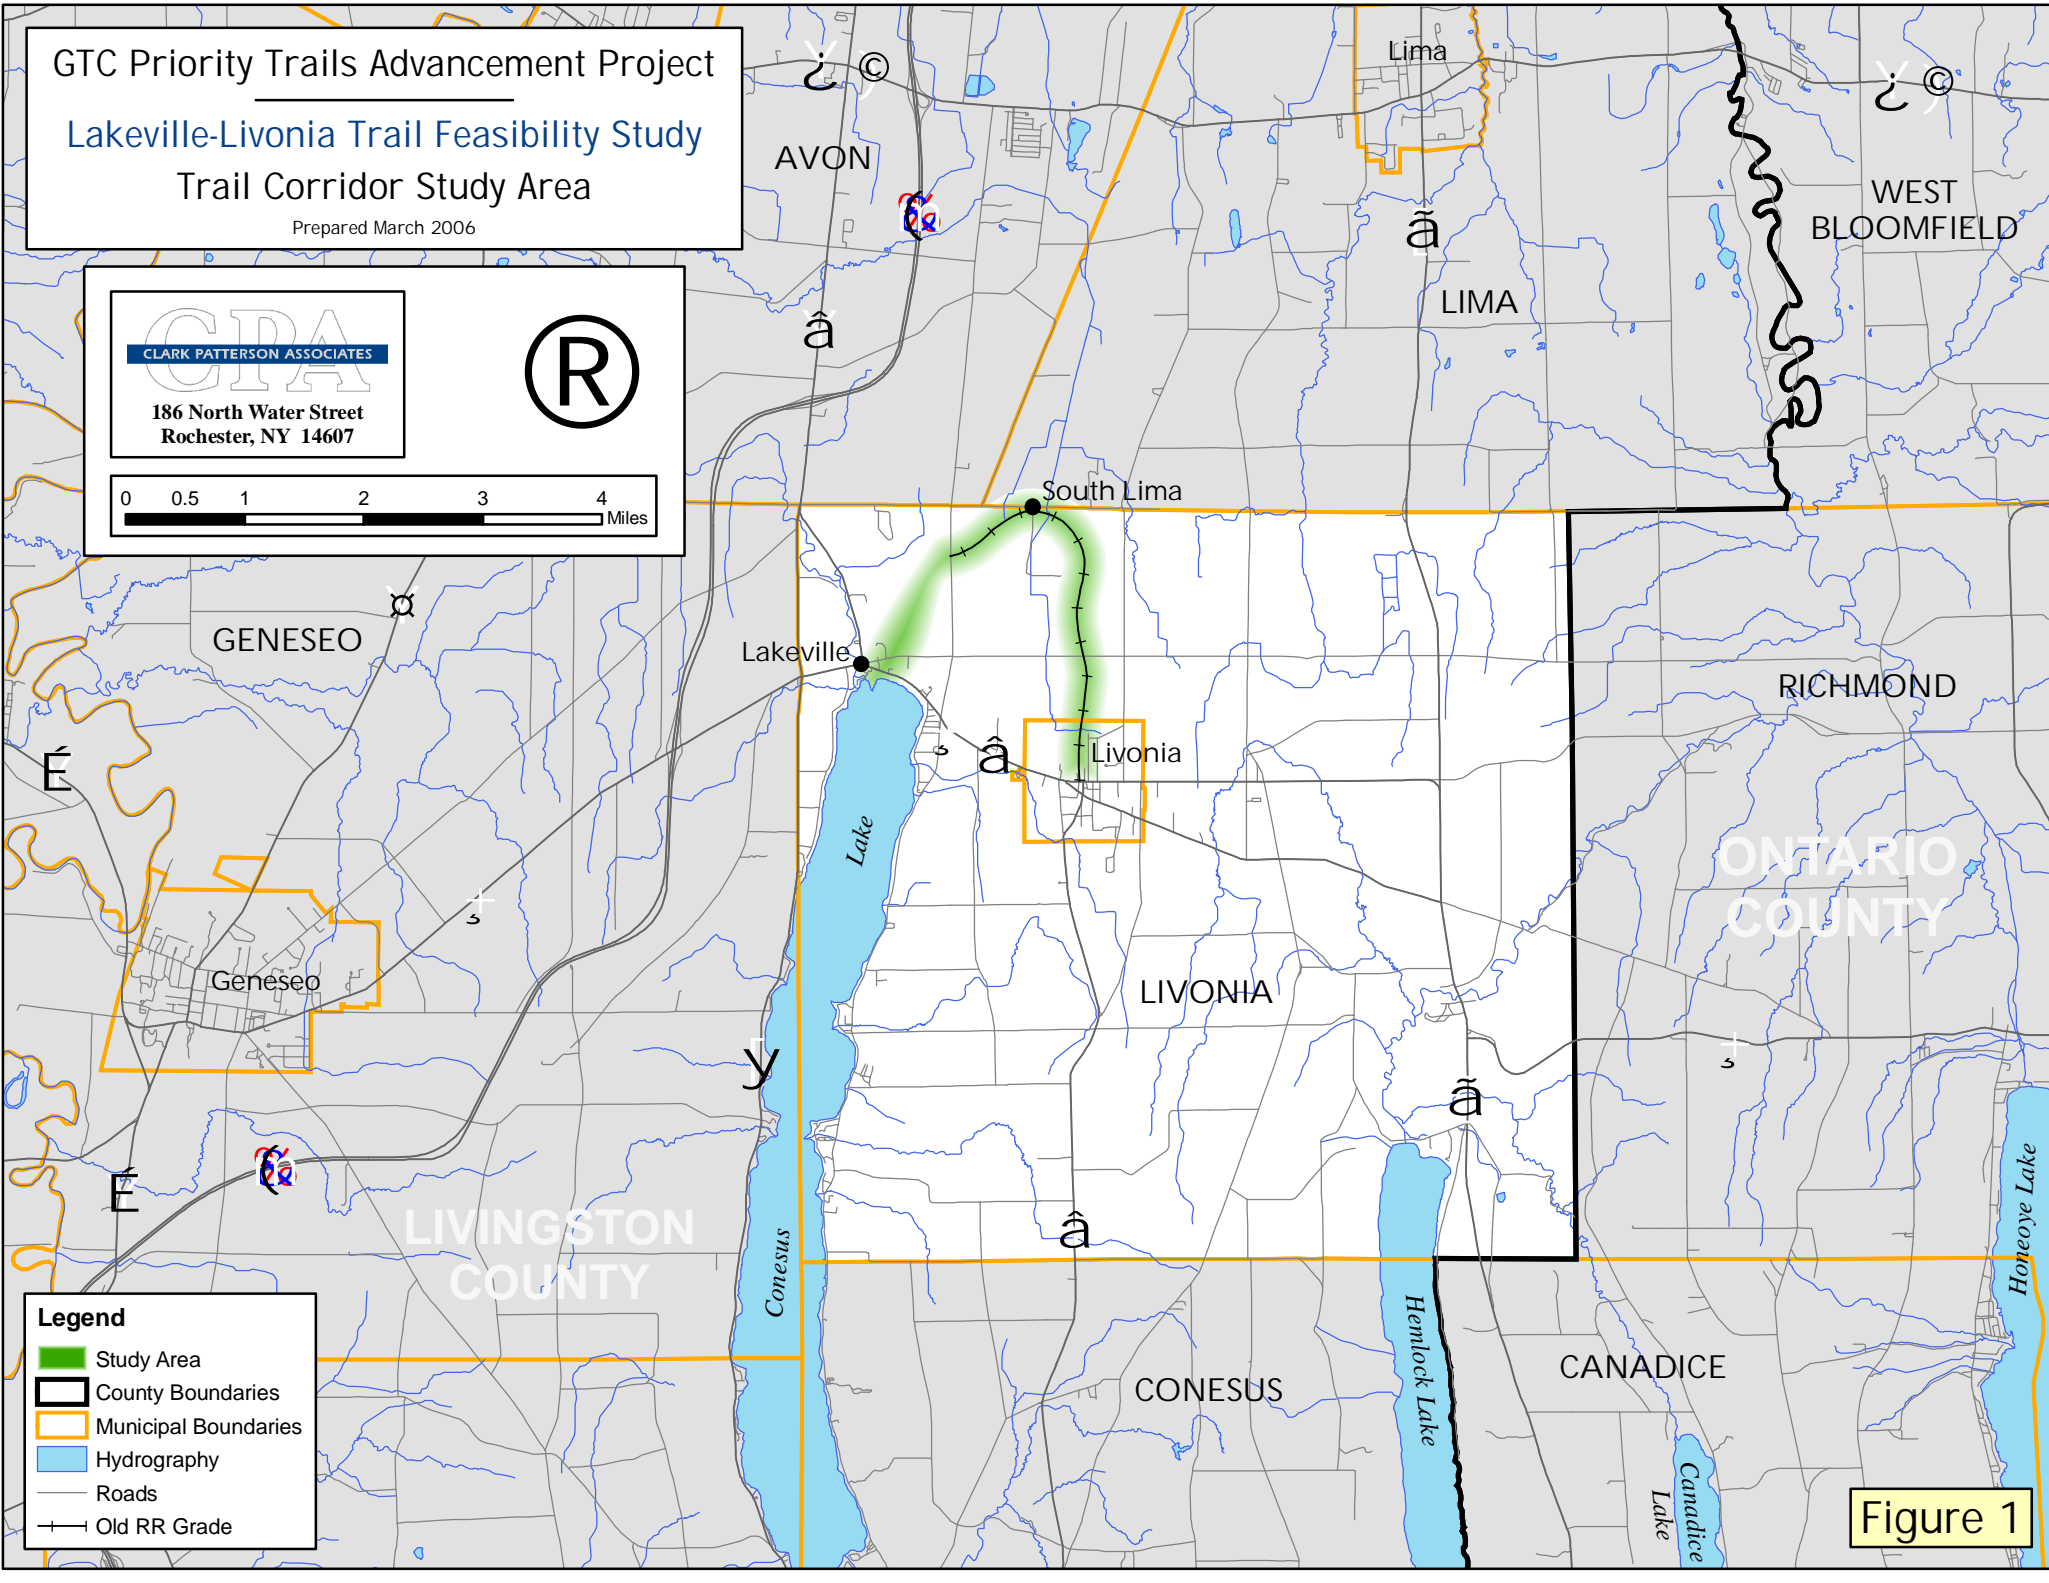 GTC Priority Trails Advancement Project
Lakeville-Livonia Trail Feasibility Study
Trail Corridor Study Area
Prepared March 2006
CPA
CLARK PATTERSON ASSOCIATES
186 North Water Street
Rochester, NY 14607
®
0 0.5 1 2 3 4
Miles
Lima
AVON
WEST
BLOOMFIELD
LIMA
South Lima
GENESEO
Lakeville
RICHMOND
Livonia
Lake
ONTARIO
COUNTY
Geneseo
LIVONIA
LIVINGSTON
COUNTY
Conesus
Honeoye Lake
Hemlock Lake
CONESUS
CANADICE
Canadice
Lake
Legend
Study Area
County Boundaries
Municipal Boundaries
Hydrography
Roads
Old RR Grade
Figure 1